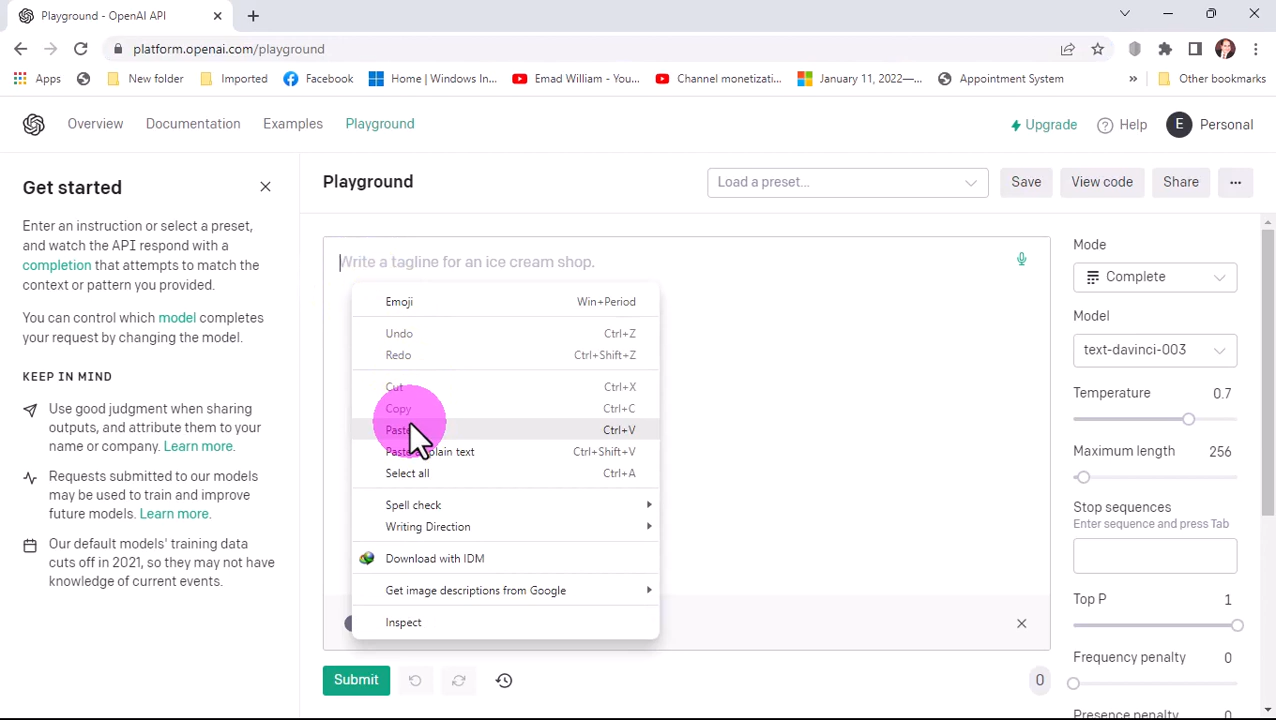 Playground - OpenAI API
platform.openai.com/playground
Apps
New folder
Imported
Facebook
Home | Windows In...
Emad William - You...
Channel monetizati...
January 11, 2022—...
Appointment System
»
Other bookmarks
Overview
Documentation
Examples
Playground
Upgrade
Help
E
Personal
Get started
Enter an instruction or select a preset,
and watch the API respond with a
completion that attempts to match the
context or pattern you provided.
You can control which model completes
your request by changing the model.
KEEP IN MIND
Use good judgment when sharing
outputs, and attribute them to your
name or company. Learn more.
Requests submitted to our models
may be used to train and improve
future models. Learn more.
Our default models' training data
cuts off in 2021, so they may not have
knowledge of current events.
Playground
Load a preset...
Save
View code
Share
...
Write a tagline for an ice cream shop.
Emoji Win+Period
Undo Ctrl+Z
Redo Ctrl+Shift+Z
Cut Ctrl+X
Copy Ctrl+C
Paste Ctrl+V
Paste as plain text Ctrl+Shift+V
Select all Ctrl+A
Spell check
Writing Direction
Download with IDM
Get image descriptions from Google
Inspect
Submit
0
Mode
Complete
Model
text-davinci-003
Temperature 0.7
Maximum length 256
Stop sequences
Enter sequence and press Tab
Top P 1
Frequency penalty 0
Presence penalty 0